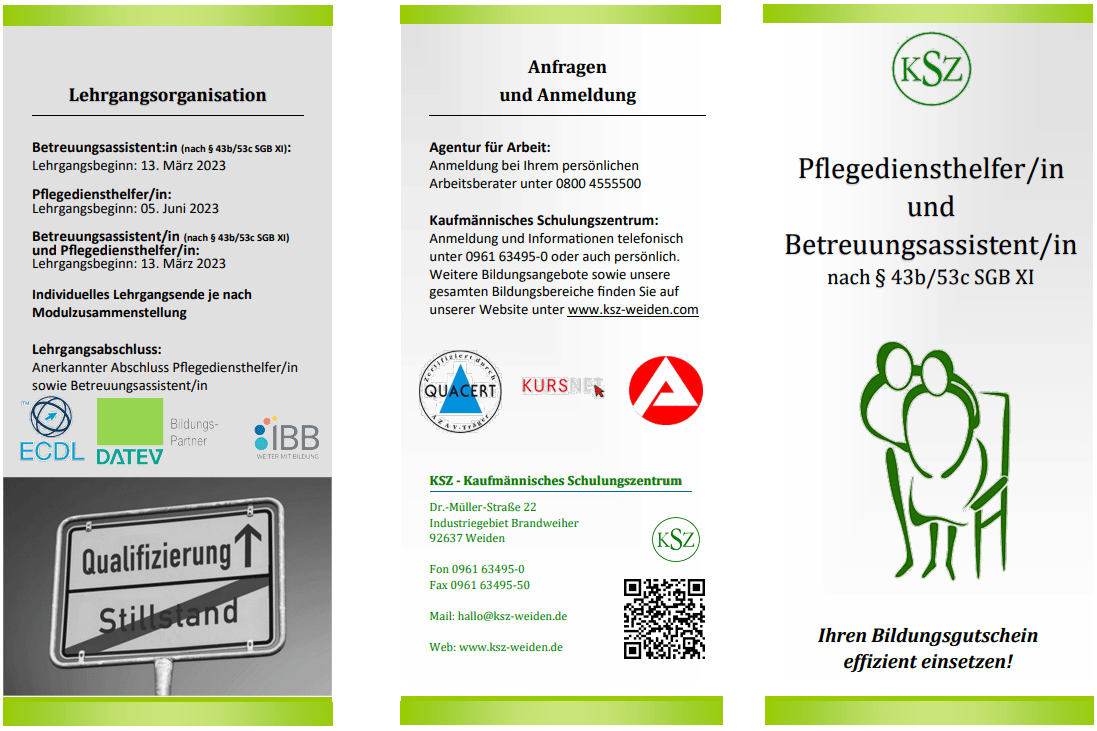 Lehrgangsorganisation
Betreuungsassistent:in (nach § 43b/53c SGB XI):
Lehrgangsbeginn: 13. März 2023
Pflegediensthelfer/in:
Lehrgangsbeginn: 05. Juni 2023
Betreuungsassistent/in (nach § 43b/53c SGB XI)
und Pflegediensthelfer/in:
Lehrgangsbeginn: 13. März 2023
Individuelles Lehrgangsende je nach
Modulzusammenstellung
Lehrgangsabschluss:
Anerkannter Abschluss Pflegediensthelfer/in
sowie Betreuungsassistent/in
TM
ECDL
DATEV
Bildungs-
Partner
iBB
WEITER MIT BILDUNG
Qualifizierung
Stillstand
Anfragen
und Anmeldung
Agentur für Arbeit:
Anmeldung bei Ihrem persönlichen
Arbeitsberater unter 0800 4555500
Kaufmännisches Schulungszentrum:
Anmeldung und Informationen telefonisch
unter 0961 63495-0 oder auch persönlich.
Weitere Bildungsangebote sowie unsere
gesamten Bildungsbereiche finden Sie auf
unserer Website unter www.ksz-weiden.com
Zertifiziert durch
QUACERT
AZAV-Träger
KURSNET
KSZ - Kaufmännisches Schulungszentrum
Dr.-Müller-Straße 22
Industriegebiet Brandweiher
92637 Weiden
KSZ
Fon 0961 63495-0
Fax 0961 63495-50
Mail: hallo@ksz-weiden.de
Web: www.ksz-weiden.de
KSZ
Pflegediensthelfer/in
und
Betreuungsassistent/in
nach § 43b/53c SGB XI
Ihren Bildungsgutschein
effizient einsetzen!